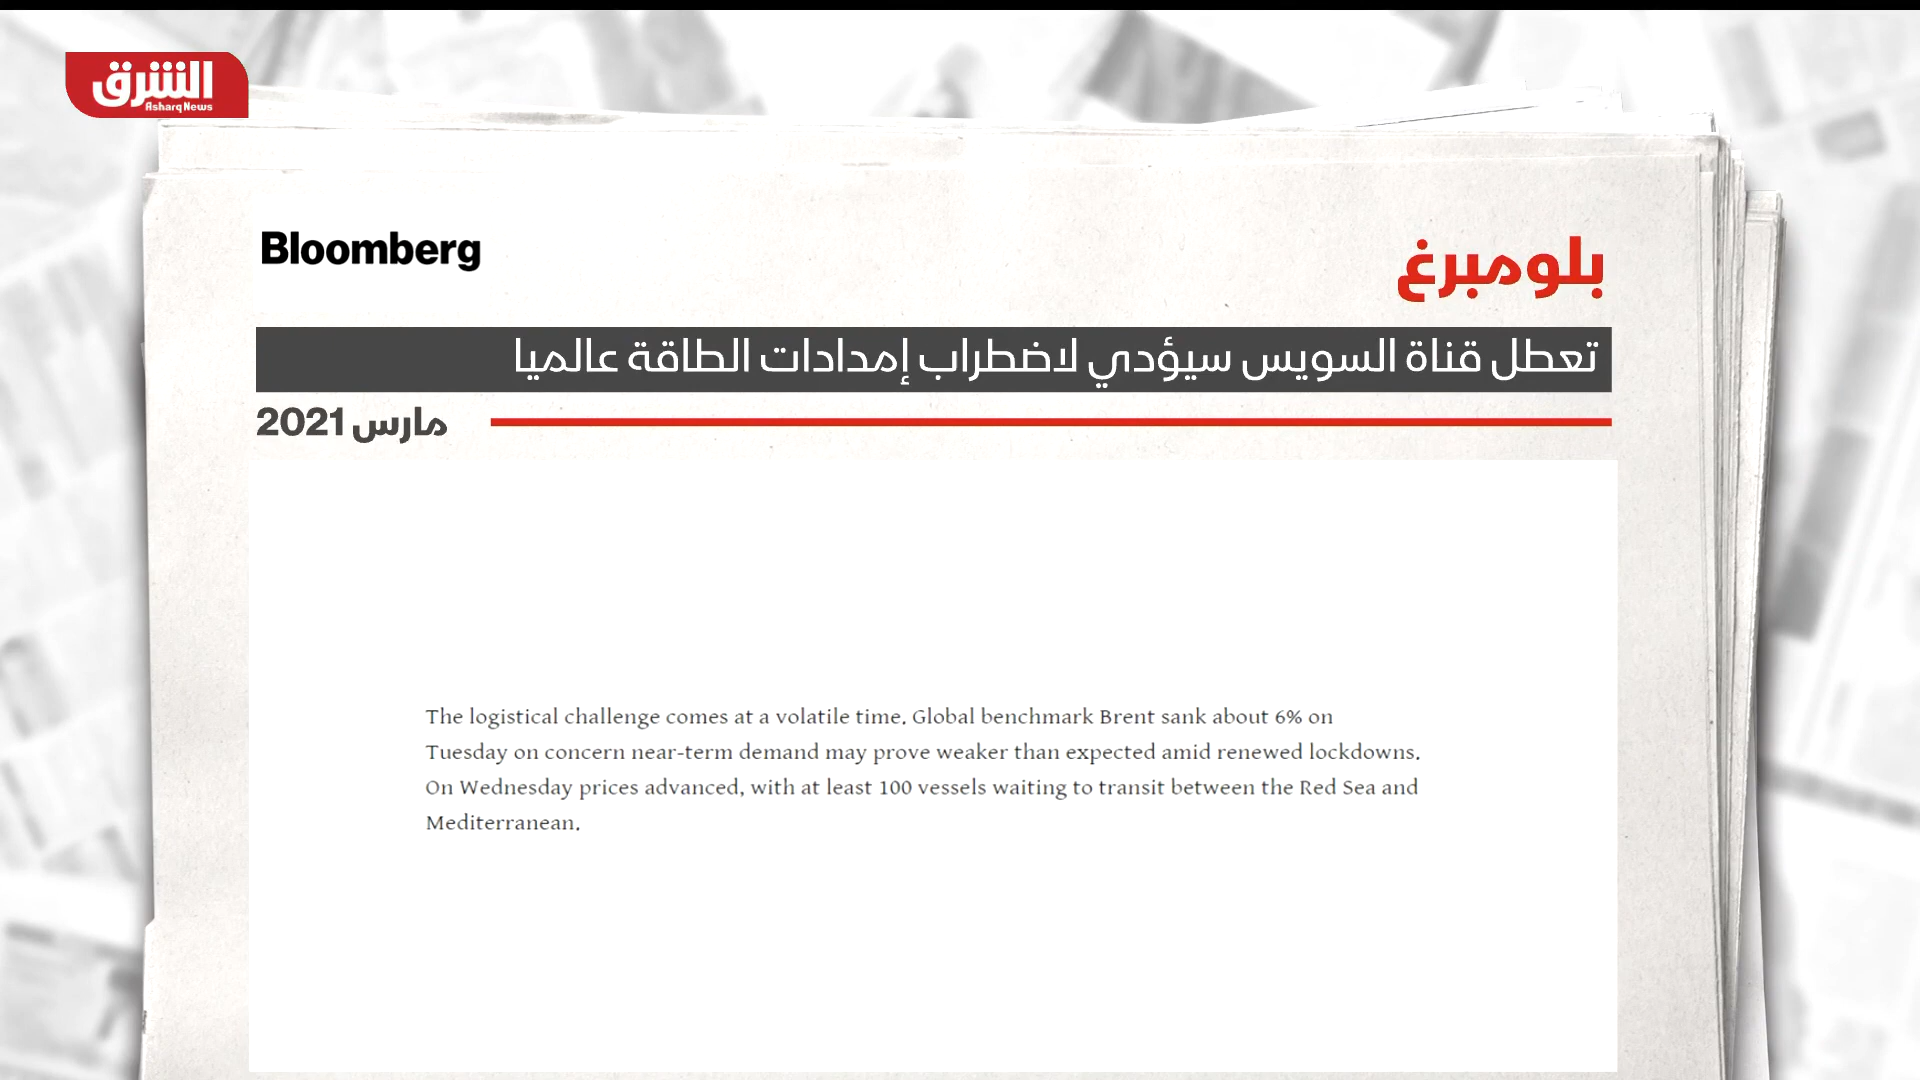 الشرق
Asharq News
Bloomberg
بلومبرغ
تعطل قناة السويس سيؤدي لاضطراب إمدادات الطاقة عالميا
مارس 2021
The logistical challenge comes at a volatile time. Global benchmark Brent sank about 6% on
Tuesday on concern near-term demand may prove weaker than expected amid renewed lockdowns.
On Wednesday prices advanced, with at least 100 vessels waiting to transit between the Red Sea and
Mediterranean.